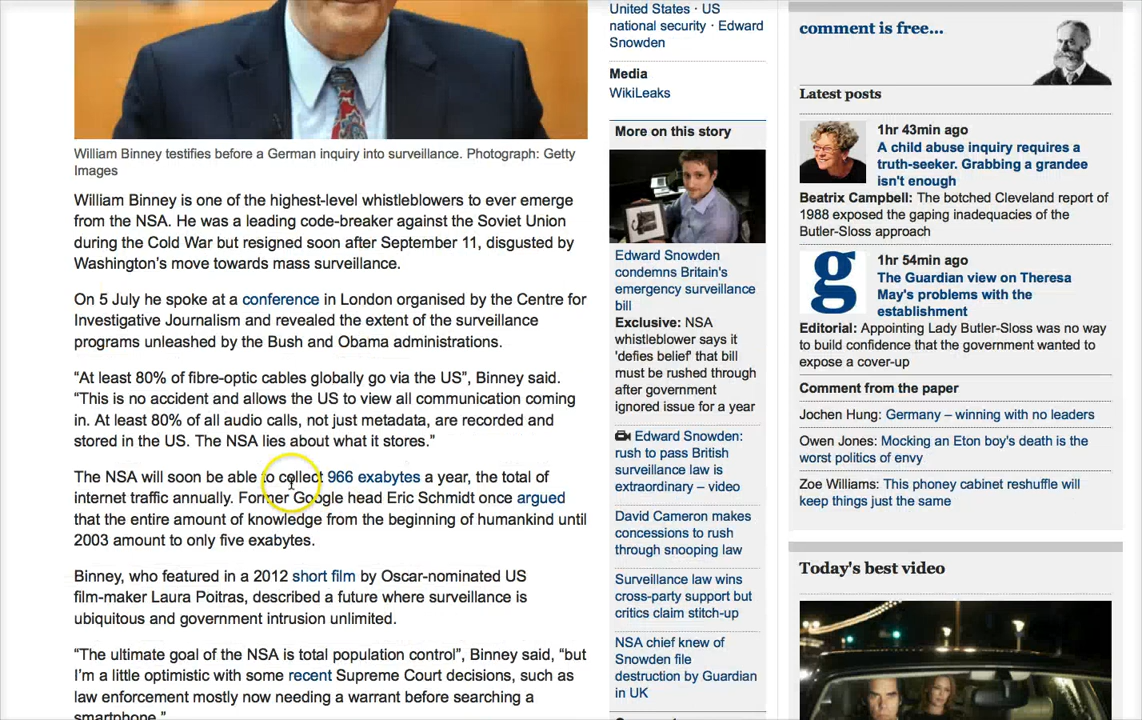 William Binney testifies before a German inquiry into surveillance. Photograph: Getty
Images
William Binney is one of the highest-level whistleblowers to ever emerge
from the NSA. He was a leading code-breaker against the Soviet Union
during the Cold War but resigned soon after September 11, disgusted by
Washington's move towards mass surveillance.
On 5 July he spoke at a conference in London organised by the Centre for
Investigative Journalism and revealed the extent of the surveillance
programs unleashed by the Bush and Obama administrations.
“At least 80% of fibre-optic cables globally go via the US”, Binney said.
“This is no accident and allows the US to view all communication coming
in. At least 80% of all audio calls, not just metadata, are recorded and
stored in the US. The NSA lies about what it stores.”
The NSA will soon be able to collect 966 exabytes a year, the total of
internet traffic annually. Former Google head Eric Schmidt once argued
that the entire amount of knowledge from the beginning of humankind until
2003 amount to only five exabytes.
Binney, who featured in a 2012 short film by Oscar-nominated US
film-maker Laura Poitras, described a future where surveillance is
ubiquitous and government intrusion unlimited.
“The ultimate goal of the NSA is total population control”, Binney said, “but
I'm a little optimistic with some recent Supreme Court decisions, such as
law enforcement mostly now needing a warrant before searching a
smartphone.”
United States · US
national security · Edward
Snowden
Media
WikiLeaks
More on this story
Edward Snowden
condemns Britain's
emergency surveillance
bill
Exclusive: NSA
whistleblower says it
'defies belief' that bill
must be rushed through
after government
ignored issue for a year
Edward Snowden:
rush to pass British
surveillance law is
extraordinary – video
David Cameron makes
concessions to rush
through snooping law
Surveillance law wins
cross-party support but
critics claim stitch-up
NSA chief knew of
Snowden file
destruction by Guardian
in UK
comment is free...
Latest posts
1hr 43min ago
A child abuse inquiry requires a
truth-seeker. Grabbing a grandee
isn't enough
Beatrix Campbell: The botched Cleveland report of
1988 exposed the gaping inadequacies of the
Butler-Sloss approach
g
1hr 54min ago
The Guardian view on Theresa
May's problems with the
establishment
Editorial: Appointing Lady Butler-Sloss was no way
to build confidence that the government wanted to
expose a cover-up
Comment from the paper
Jochen Hung: Germany – winning with no leaders
Owen Jones: Mocking an Eton boy's death is the
worst politics of envy
Zoe Williams: This phoney cabinet reshuffle will
keep things just the same
Today's best video